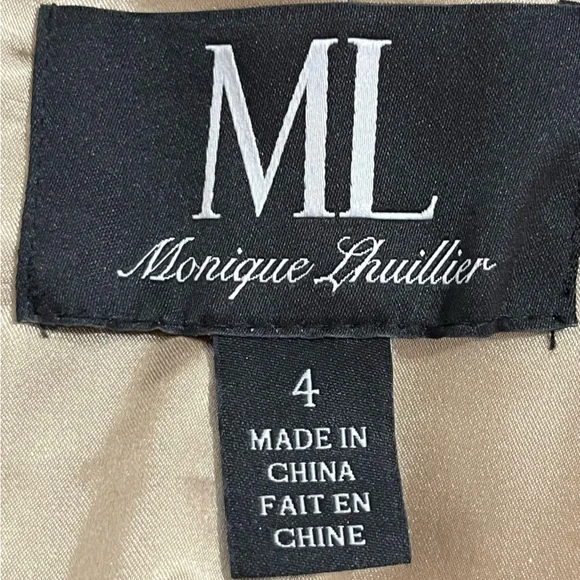 ML
Monique Lhuillier
4
MADE IN
CHINA
FAIT EN
CHINE